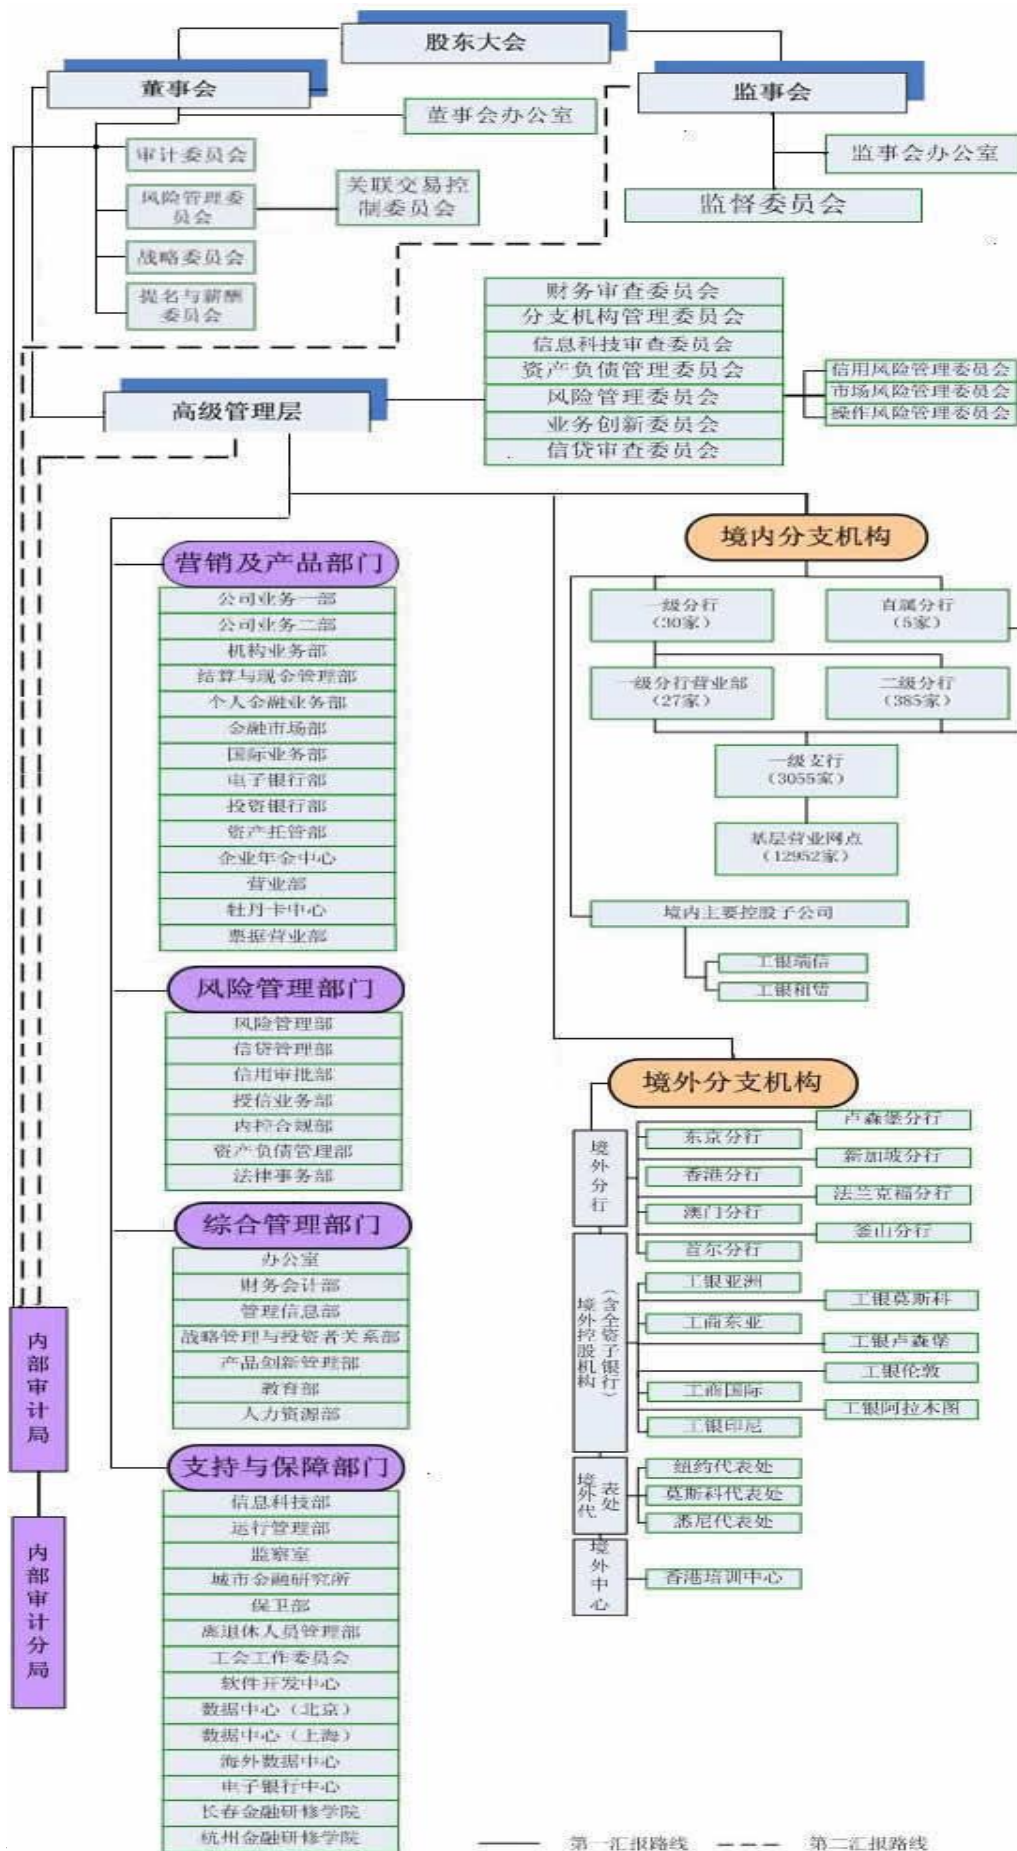 股东大会
董事会
监事会
董事会办公室
监事会办公室
监督委员会
审计委员会
风险管理委
员会
关联交易控
制委员会
战略委员会
提名与薪酬
委员会
财务审查委员会
分支机构管理委员会
信息科技审查委员会
资产负债管理委员会
风险管理委员会
业务创新委员会
信贷审查委员会
信用风险管理委员会
市场风险管理委员会
操作风险管理委员会
高级管理层
营销及产品部门
公司业务一部
公司业务二部
机构业务部
结算与现金管理部
个人金融业务部
金融市场部
国际业务部
电子银行部
投资银行部
资产托管部
企业年金中心
营业部
牡丹卡中心
票据营业部
风险管理部门
风险管理部
信贷管理部
信用审批部
授信业务部
内控合规部
资产负债管理部
法律事务部
综合管理部门
办公室
财务会计部
管理信息部
战略管理与投资者关系部
产品创新管理部
教育部
人力资源部
支持与保障部门
信息科技部
运行管理部
监察室
城市金融研究所
保卫部
离退休人员管理部
工会工作委员会
软件开发中心
数据中心（北京）
数据中心（上海）
海外数据中心
电子银行中心
长春金融研修学院
杭州金融研修学院
内部审计局
内部审计分局
境内分支机构
一级分行
（30家）
直属分行
（5家）
一级分行营业部
（27家）
二级分行
（385家）
一级支行
（3055家）
基层营业网点
（12952家）
境内主要控股子公司
工银瑞信
工银租赁
境外分支机构
境外分行
东京分行
香港分行
澳门分行
首尔分行
卢森堡分行
新加坡分行
法兰克福分行
釜山分行
境外控股机构
（含全资子银行）
工银亚洲
工商东亚
工商国际
工银印尼
工银莫斯科
工银卢森堡
工银伦敦
工银阿拉木图
境外代
表处
纽约代表处
莫斯科代表处
悉尼代表处
境外中心
香港培训中心
第一汇报路线
第二汇报路线